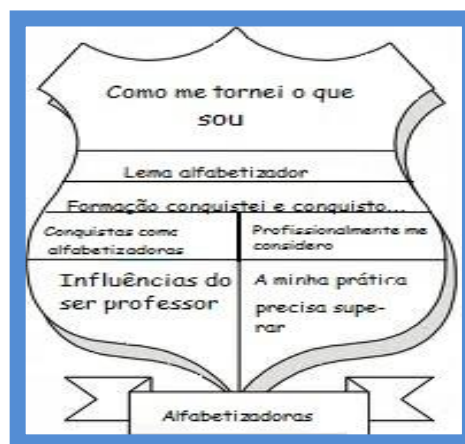 Como me tornei o que
sou
Lema alfabetizador
Formação conquistei e conquisto...
Conquistas como
alfabetizadoras
Profissionalmente me
considero
Influências do
ser professor
A minha prática
precisa supe-
rar
Alfabetizadoras